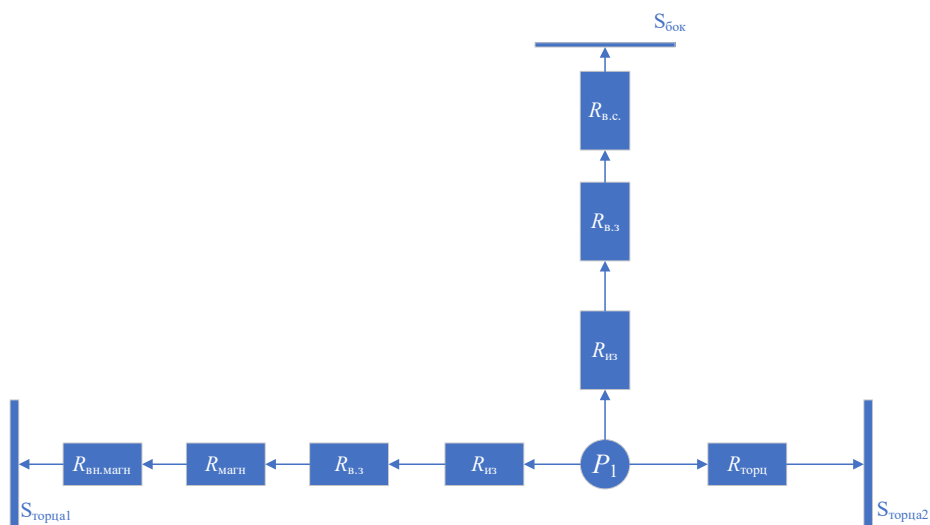 Sбок
Rв.с.
Rв.з
Rиз
Rвн.магн
Rмагн
Rв.з
Rиз
P1
Rторц
Sторца1
Sторца2